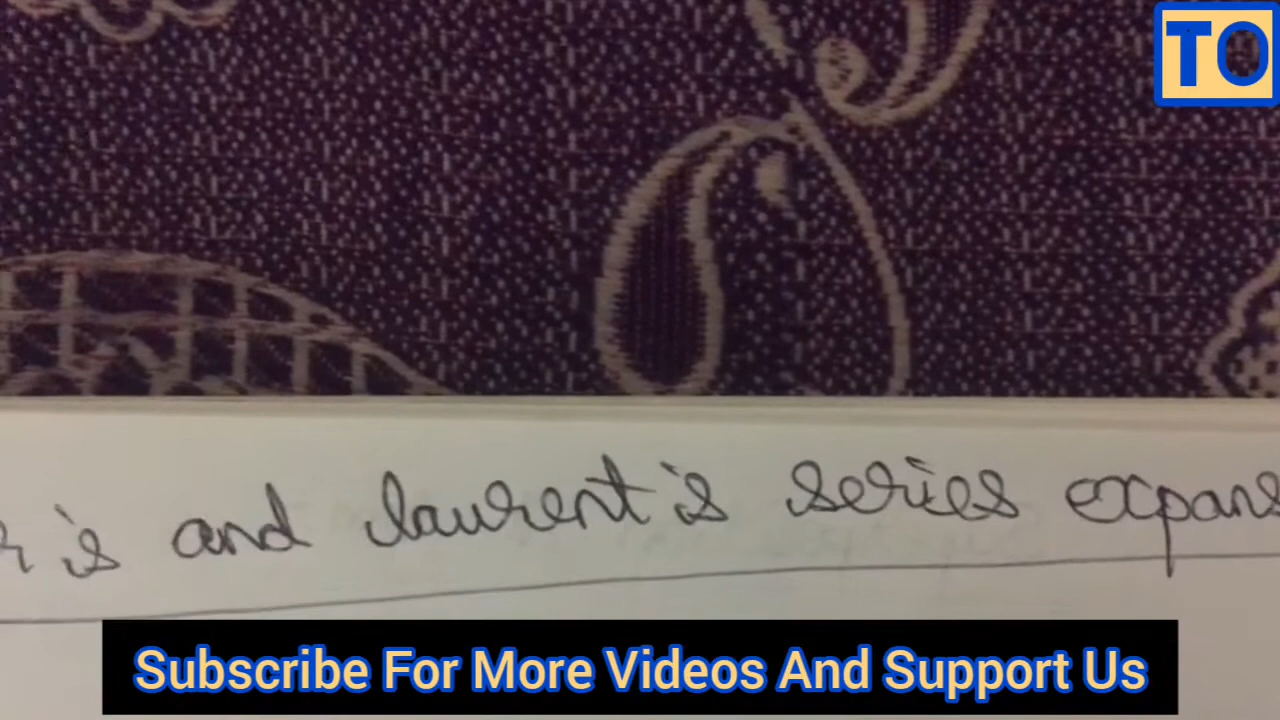 TO
r's and laurent's series expans
Subscribe For More Videos And Support Us